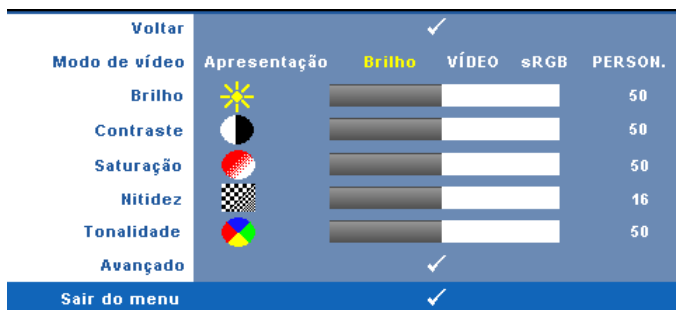 Voltar
Modo de vídeo Apresentação Brilho VÍDEO sRGB PERSON.
Brilho 50
Contraste 50
Saturação 50
Nitidez 16
Tonalidade 50
Avançado
Sair do menu